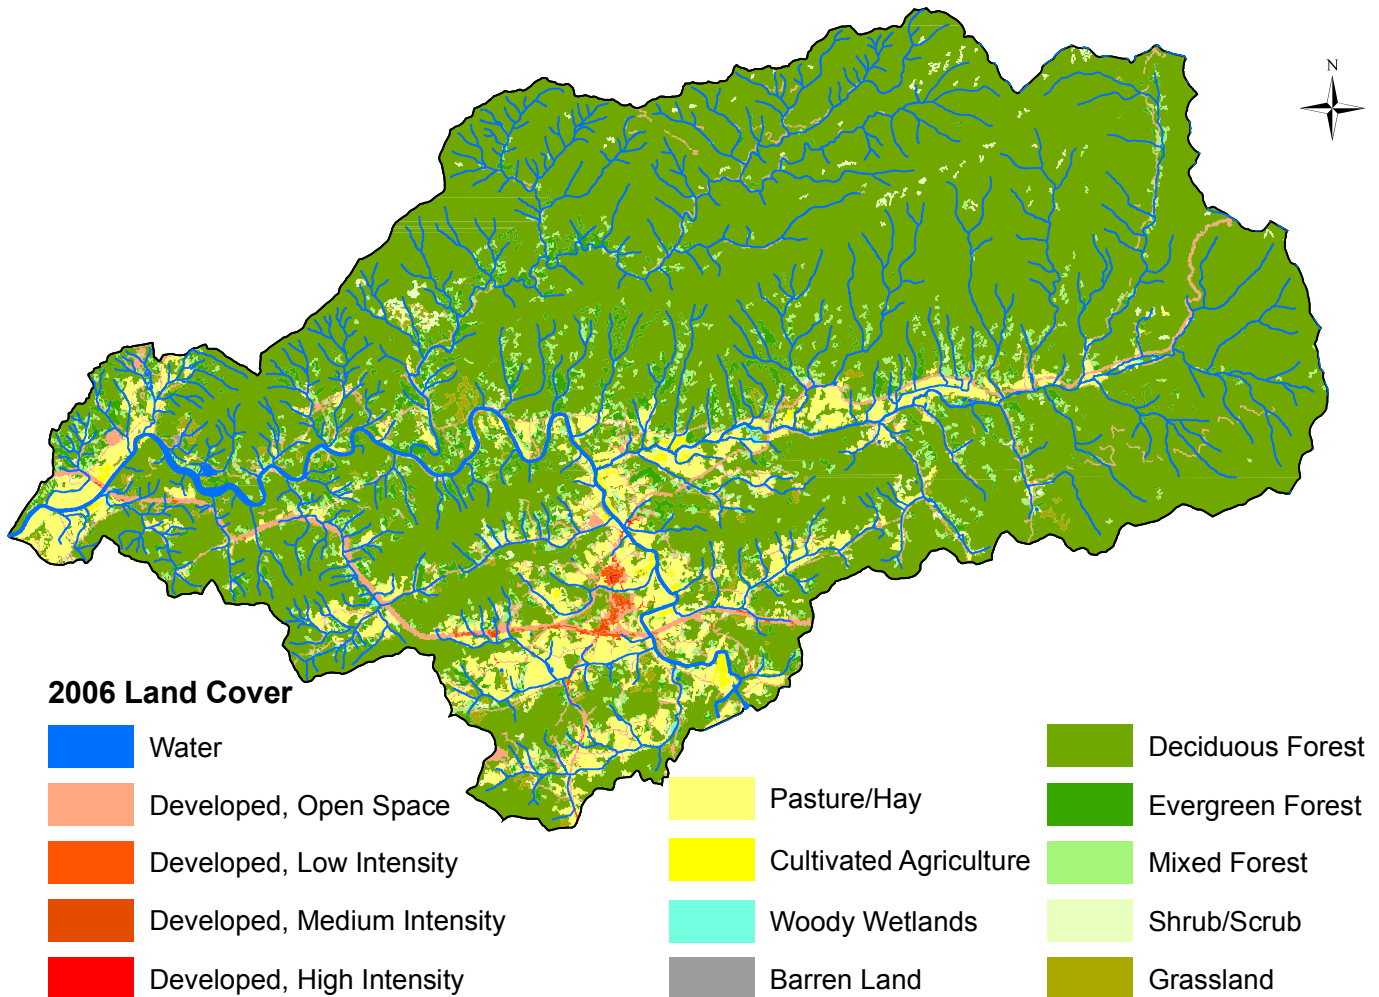 N
2006 Land Cover
Water
Developed, Open Space
Developed, Low Intensity
Developed, Medium Intensity
Developed, High Intensity
Pasture/Hay
Cultivated Agriculture
Woody Wetlands
Barren Land
Deciduous Forest
Evergreen Forest
Mixed Forest
Shrub/Scrub
Grassland